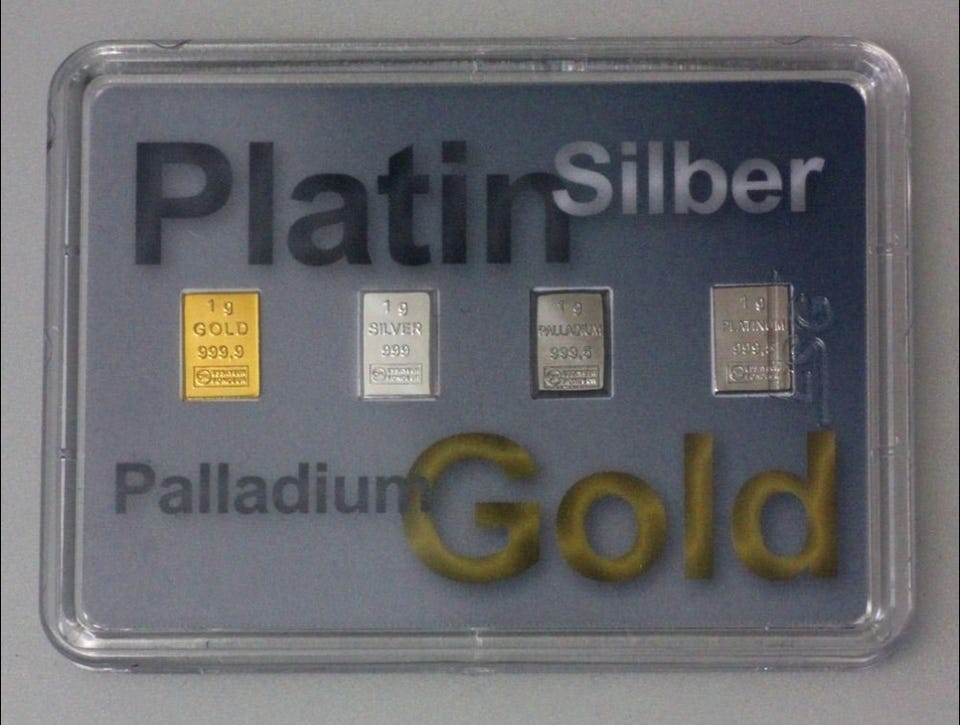 Platin
Silber
1 g
GOLD
999,9
1 g
SILVER
999
1 g
PALLADIUM
999,5
1 g
PLATINUM
999,5
Palladium
Gold